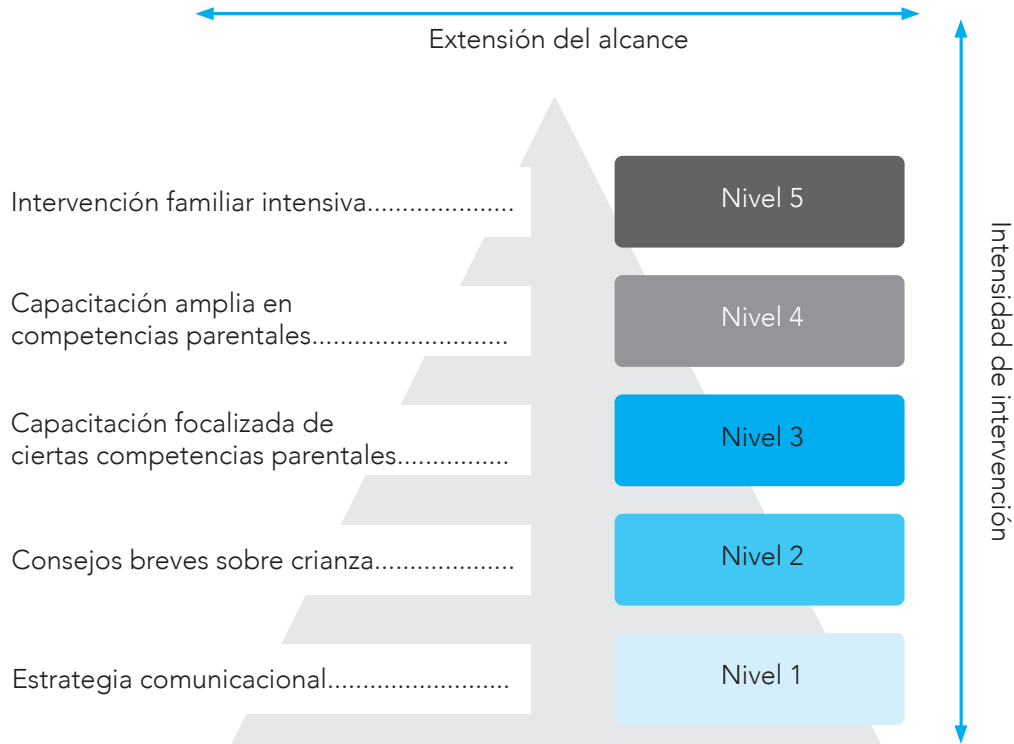 Extensión del alcance
Intervención familiar intensiva.....................
Nivel 5
Capacitación amplia en
competencias parentales...........................
Nivel 4
Capacitación focalizada de
ciertas competencias parentales...............
Nivel 3
Consejos breves sobre crianza...................
Nivel 2
Estrategia comunicacional.........................
Nivel 1
Intensidad de intervención